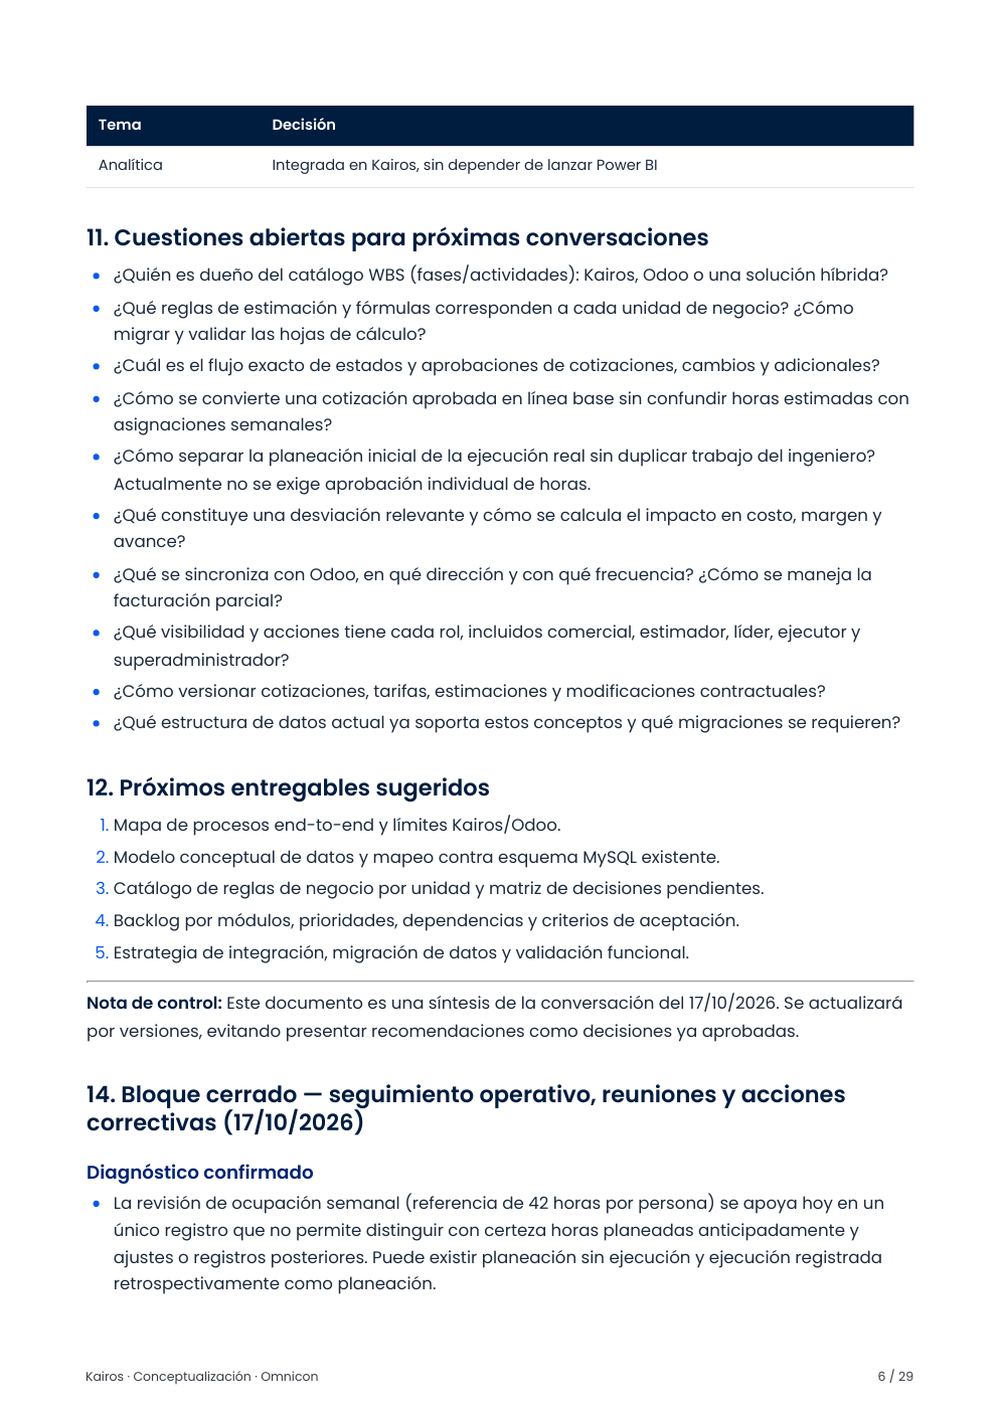 Tema Decisión
Analítica Integrada en Kairos, sin depender de lanzar Power BI
11. Cuestiones abiertas para próximas conversaciones
• ¿Quién es dueño del catálogo WBS (fases/actividades): Kairos, Odoo o una solución híbrida?
• ¿Qué reglas de estimación y fórmulas corresponden a cada unidad de negocio? ¿Cómo
migrar y validar las hojas de cálculo?
• ¿Cuál es el flujo exacto de estados y aprobaciones de cotizaciones, cambios y adicionales?
• ¿Cómo se convierte una cotización aprobada en línea base sin confundir horas estimadas con
asignaciones semanales?
• ¿Cómo separar la planeación inicial de la ejecución real sin duplicar trabajo del ingeniero?
Actualmente no se exige aprobación individual de horas.
• ¿Qué constituye una desviación relevante y cómo se calcula el impacto en costo, margen y
avance?
• ¿Qué se sincroniza con Odoo, en qué dirección y con qué frecuencia? ¿Cómo se maneja la
facturación parcial?
• ¿Qué visibilidad y acciones tiene cada rol, incluidos comercial, estimador, líder, ejecutor y
superadministrador?
• ¿Cómo versionar cotizaciones, tarifas, estimaciones y modificaciones contractuales?
• ¿Qué estructura de datos actual ya soporta estos conceptos y qué migraciones se requieren?
12. Próximos entregables sugeridos
1. Mapa de procesos end-to-end y límites Kairos/Odoo.
2. Modelo conceptual de datos y mapeo contra esquema MySQL existente.
3. Catálogo de reglas de negocio por unidad y matriz de decisiones pendientes.
4. Backlog por módulos, prioridades, dependencias y criterios de aceptación.
5. Estrategia de integración, migración de datos y validación funcional.
Nota de control: Este documento es una síntesis de la conversación del 17/10/2026. Se actualizará
por versiones, evitando presentar recomendaciones como decisiones ya aprobadas.
14. Bloque cerrado — seguimiento operativo, reuniones y acciones
correctivas (17/10/2026)
Diagnóstico confirmado
• La revisión de ocupación semanal (referencia de 42 horas por persona) se apoya hoy en un
único registro que no permite distinguir con certeza horas planeadas anticipadamente y
ajustes o registros posteriores. Puede existir planeación sin ejecución y ejecución registrada
retrospectivamente como planeación.
Kairos · Conceptualización · Omnicon 6 / 29